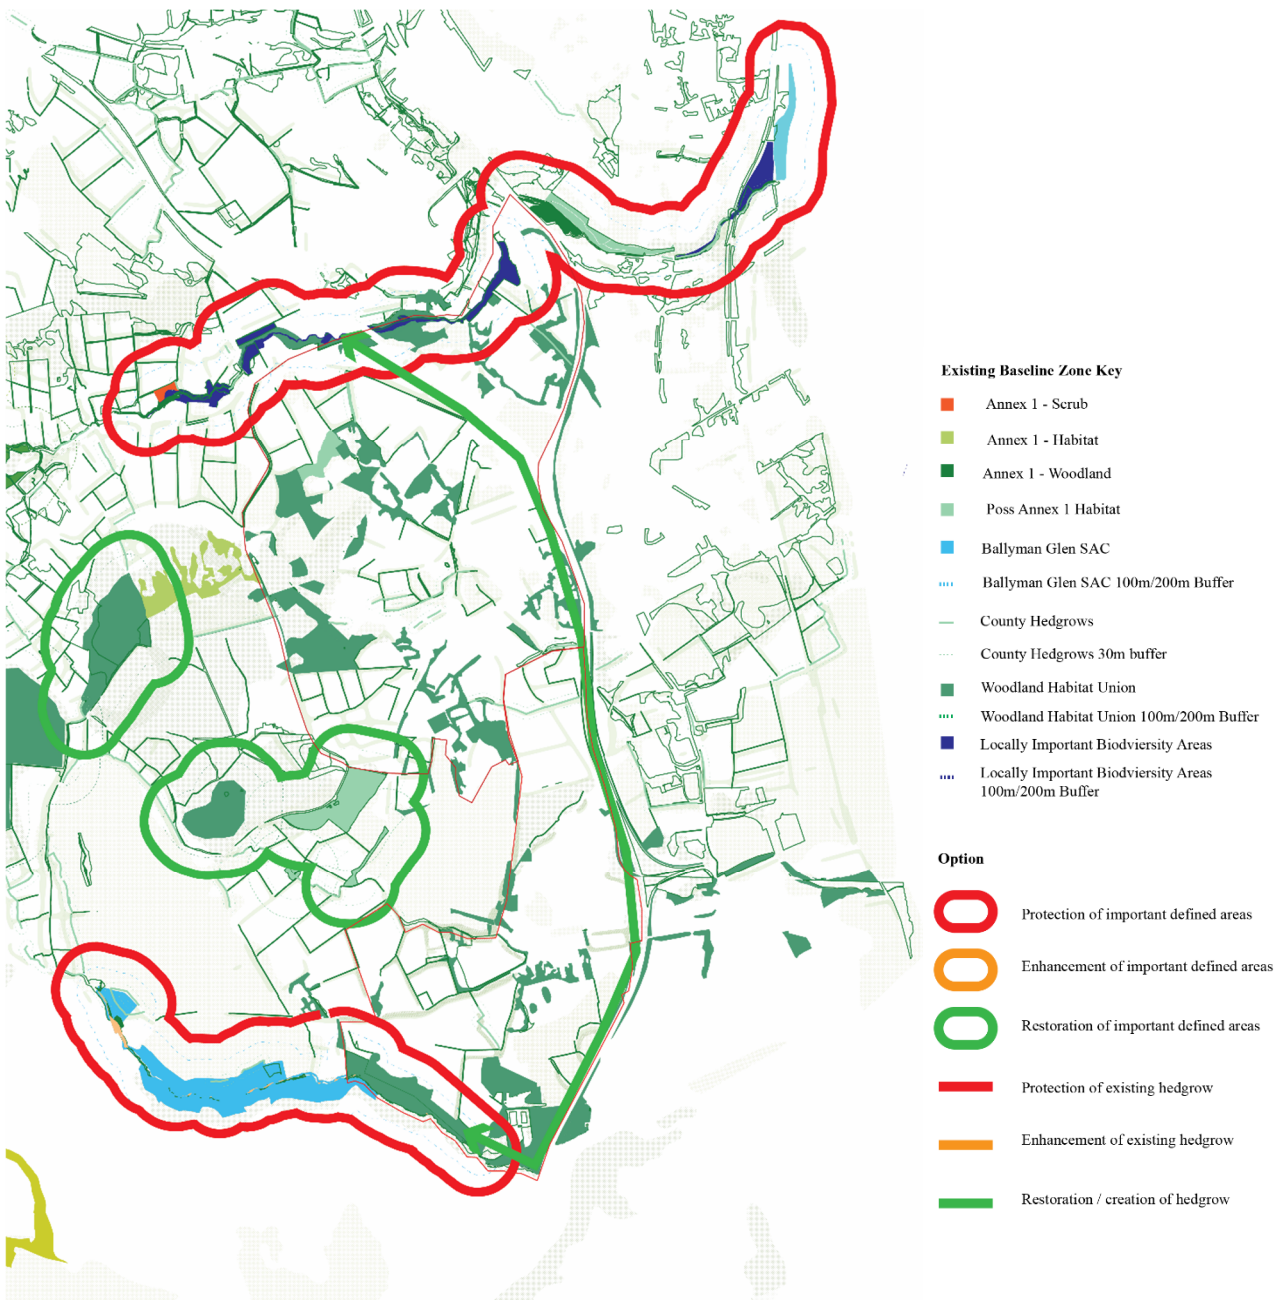 Existing Baseline Zone Key
Annex 1 - Scrub
Annex 1 - Habitat
Annex 1 - Woodland
Poss Annex 1 Habitat
Ballyman Glen SAC
Ballyman Glen SAC 100m/200m Buffer
County Hedgrows
County Hedgrows 30m buffer
Woodland Habitat Union
Woodland Habitat Union 100m/200m Buffer
Locally Important Biodviersity Areas
Locally Important Biodviersity Areas
100m/200m Buffer
Option
Protection of important defined areas
Enhancement of important defined areas
Restoration of important defined areas
Protection of existing hedgrow
Enhancement of existing hedgrow
Restoration / creation of hedgrow